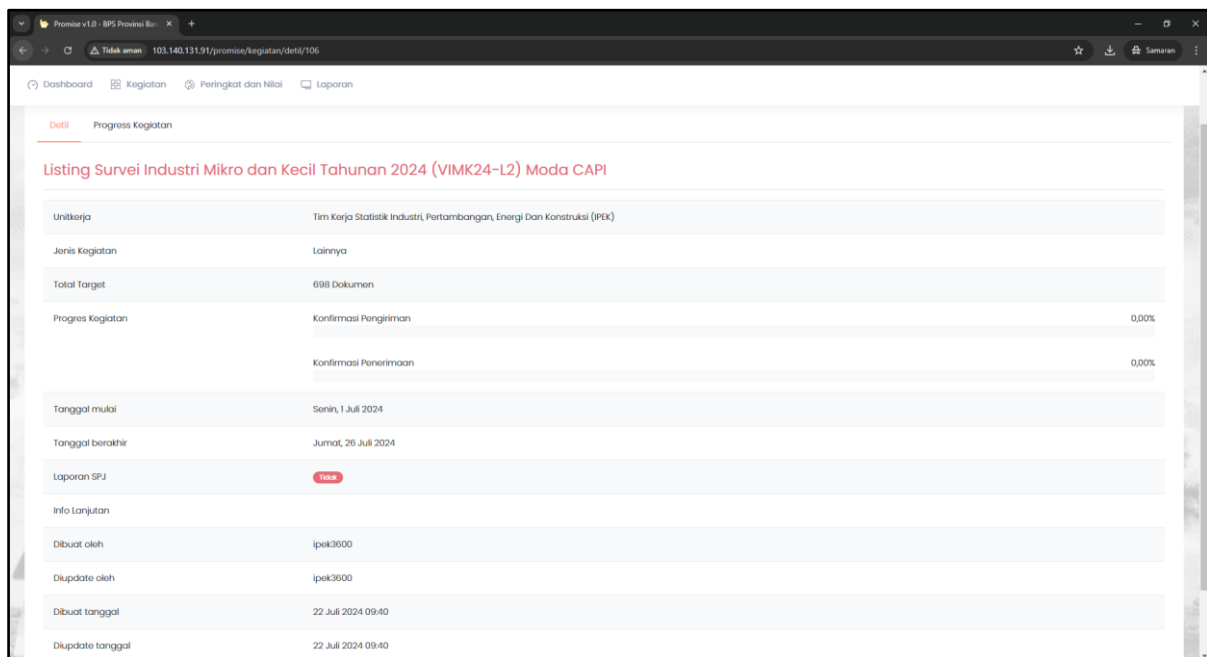 Promise v1.0 - BPS Provinsi Ban
Tidak aman 103.140.131.91/promise/kegiatan/detil/106 Samaran
Dashboard Kegiatan Peringkat dan Nilai Laporan
Detil Progress Kegiatan
Listing Survei Industri Mikro dan Kecil Tahunan 2024 (VIMK24-L2) Moda CAPI
Unitkerja Tim Kerja Statistik Industri, Pertambangan, Energi Dan Konstruksi (IPEK)
Jenis Kegiatan Lainnya
Total Target 698 Dokumen
Progres Kegiatan Konfirmasi Pengiriman 0,00%
Konfirmasi Penerimaan 0,00%
Tanggal mulai Senin, 1 Juli 2024
Tanggal berakhir Jumat, 26 Juli 2024
Laporan SPJ Tidak
Info Lanjutan
Dibuat oleh ipek3600
Diupdate oleh ipek3600
Dibuat tanggal 22 Juli 2024 09:40
Diupdate tanggal 22 Juli 2024 09:40